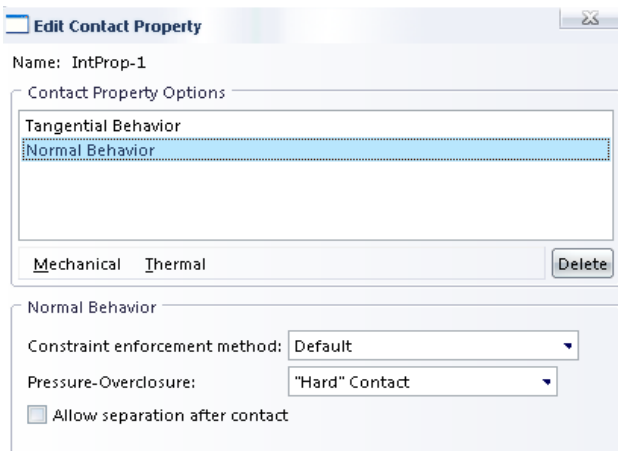 Edit Contact Property
Name: IntProp-1
Contact Property Options
Tangential Behavior
Normal Behavior
Mechanical Thermal Delete
Normal Behavior
Constraint enforcement method: Default
Pressure-Overclosure: "Hard" Contact
Allow separation after contact